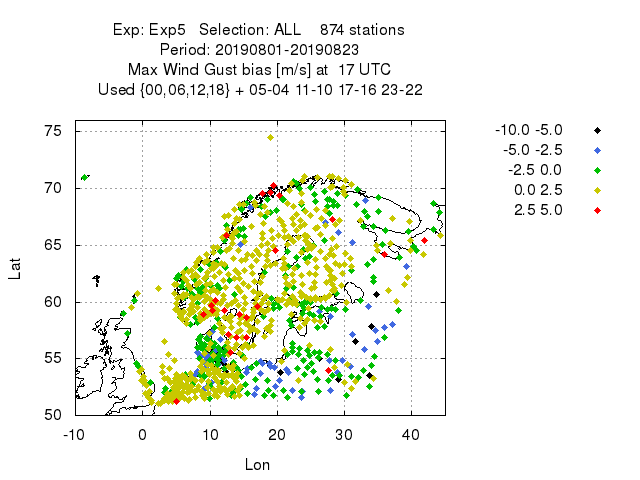 Exp: Exp5   Selection: ALL    874 stations
Period: 20190801-20190823
Max Wind Gust bias [m/s] at  17 UTC
Used {00,06,12,18} + 05-04 11-10 17-16 23-22
-10.0 -5.0
-5.0 -2.5
-2.5 0.0
0.0 2.5
2.5 5.0
75
70
65
60
55
50
Lat
-10 0 10 20 30 40
Lon